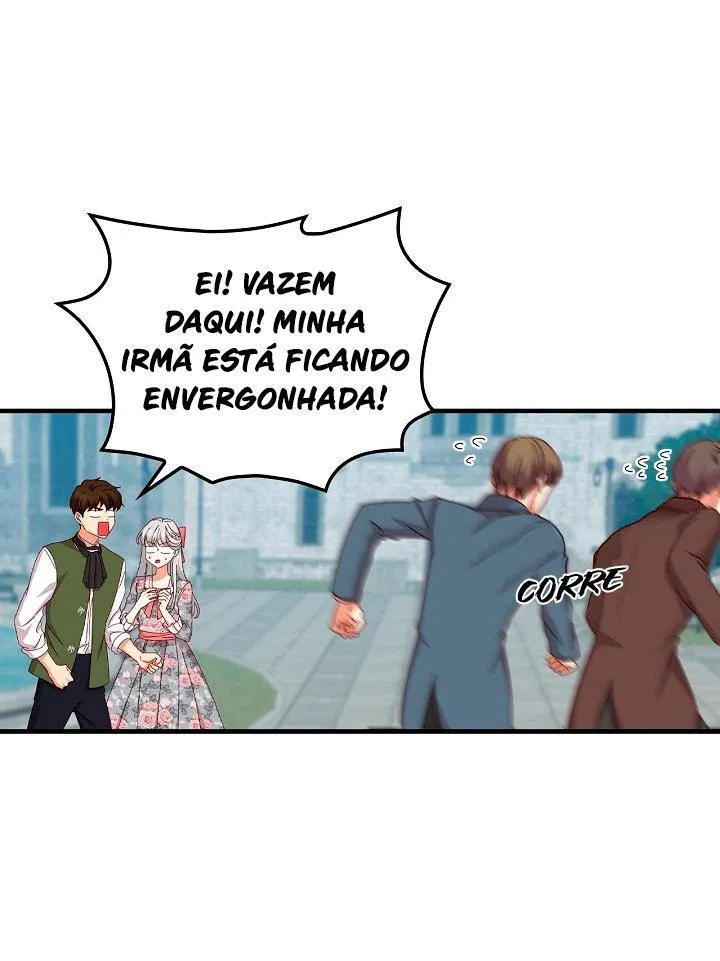 EI! VAZEM
DAQUI! MINHA
IRMÃ ESTÁ FICANDO
ENVERGONHADA!
CORRE